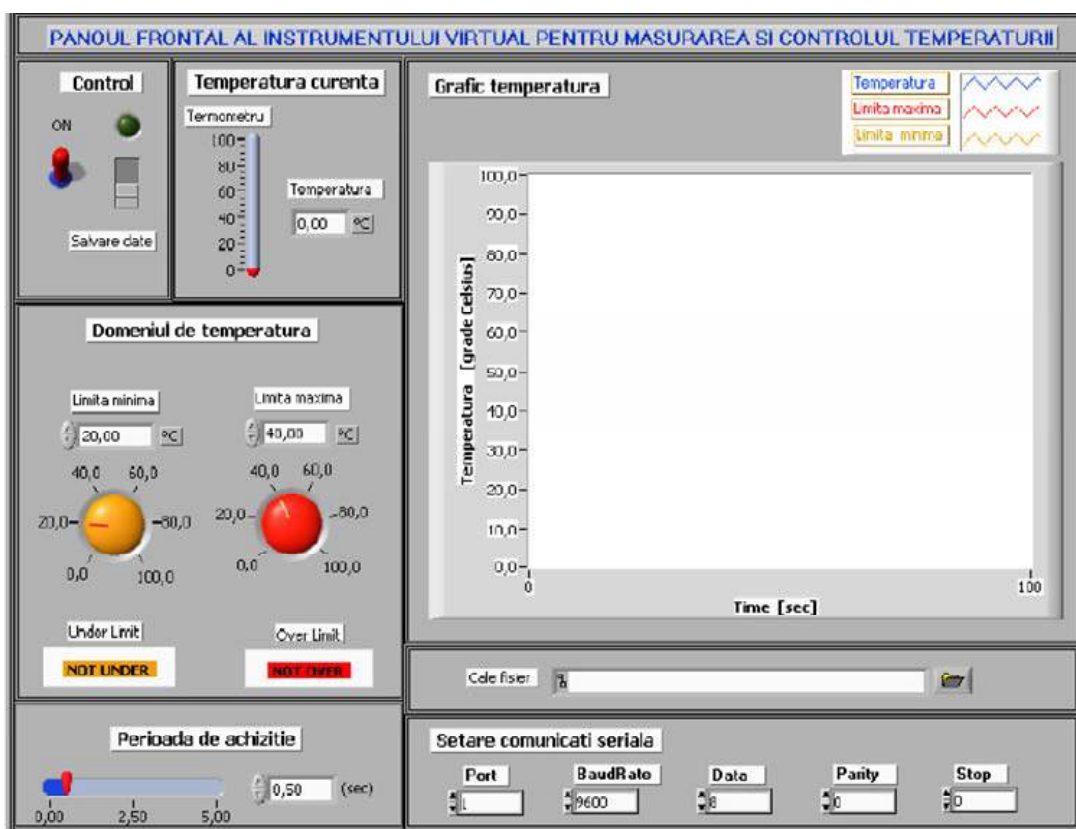 PANOUL FRONTAL AL INSTRUMENTULUI VIRTUAL PENTRU MASURAREA SI CONTROLUL TEMPERATURII
Control
ON
Salvare date
Temperatura curenta
Termometru
100
80
60
40
20
0
Temperatura
0,00 ºC
Grafic temperatura
Temperatura
Limita maxima
Limita minima
Temperatura [grade Celsius]
100,0
90,0
80,0
70,0
60,0
50,0
40,0
30,0
20,0
10,0
0,0
0 100
Time [sec]
Domeniul de temperatura
Limita minima
20,00 ºC
40,0 60,0
20,0 80,0
0,0 100,0
Under Limit
NOT UNDER
Limita maxima
40,00 ºC
40,0 60,0
20,0 80,0
0,0 100,0
Over Limit
NOT OVER
Cale fisier
Perioada de achizitie
0,50 (sec)
0,00 2,50 5,00
Setare comunicati seriala
Port BaudRate Data Parity Stop
1 9600 8 0 0